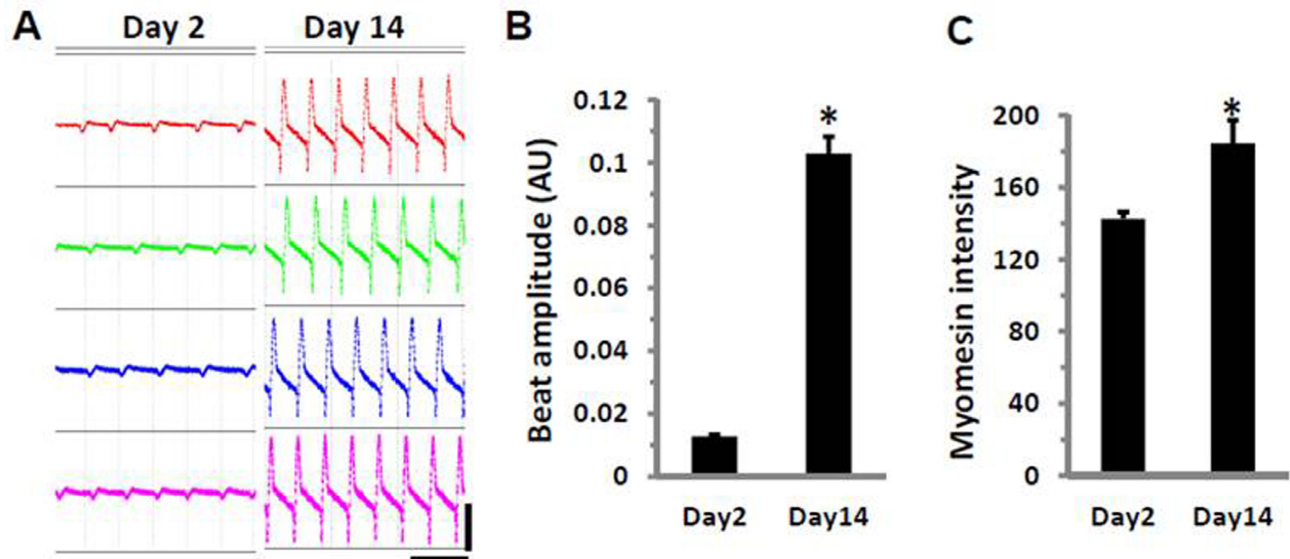 A
Day 2
Day 14
B
Beat amplitude (AU)
0.12
0.1
0.08
0.06
0.04
0.02
0
Day2
Day14
*
C
Myomesin intensity
200
160
120
80
40
0
Day2
Day14
*